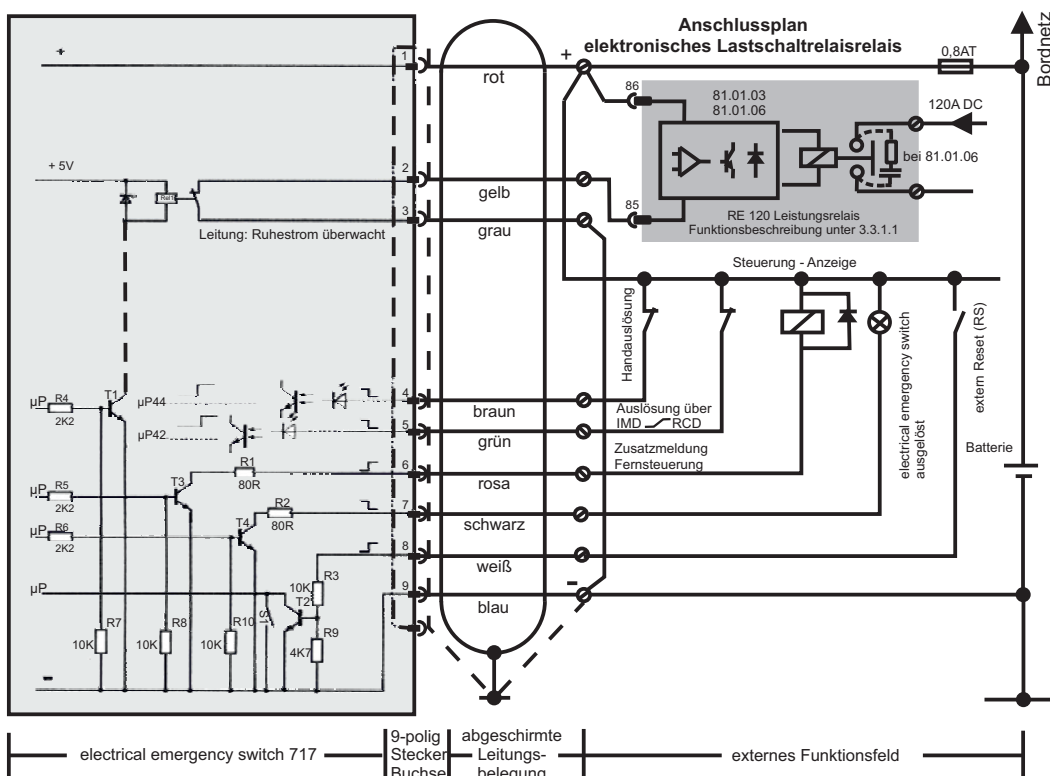 Anschlussplan
elektronisches Lastschaltrelaisrelais
Bordnetz
+
1
rot
+
0,8AT
86
81.01.03
81.01.06
120A DC
bei 81.01.06
+ 5V
Rel1
2
gelb
3
grau
85
Leitung: Ruhestrom überwacht
RE 120 Leistungsrelais
Funktionsbeschreibung unter 3.3.1.1
Steuerung - Anzeige
Handauslösung
electrical emergency switch
ausgelöst
extern Reset (RS)
µP
R4
2K2
T1
µP44
4
braun
µP42
5
grün
Auslösung über
IMD RCD
R1
80R
6
rosa
Zusatzmeldung
Fernsteuerung
Batterie
µP
R5
2K2
T3
R2
80R
7
schwarz
µP
R6
2K2
T4
8
weiß
µP
R3
10K
9
blau
-
T2
S1
R7
10K
R8
10K
R10
10K
R9
4K7
-
electrical emergency switch 717
9-polig
Stecker
Buchse
abgeschirmte
Leitungs-
belegung
externes Funktionsfeld